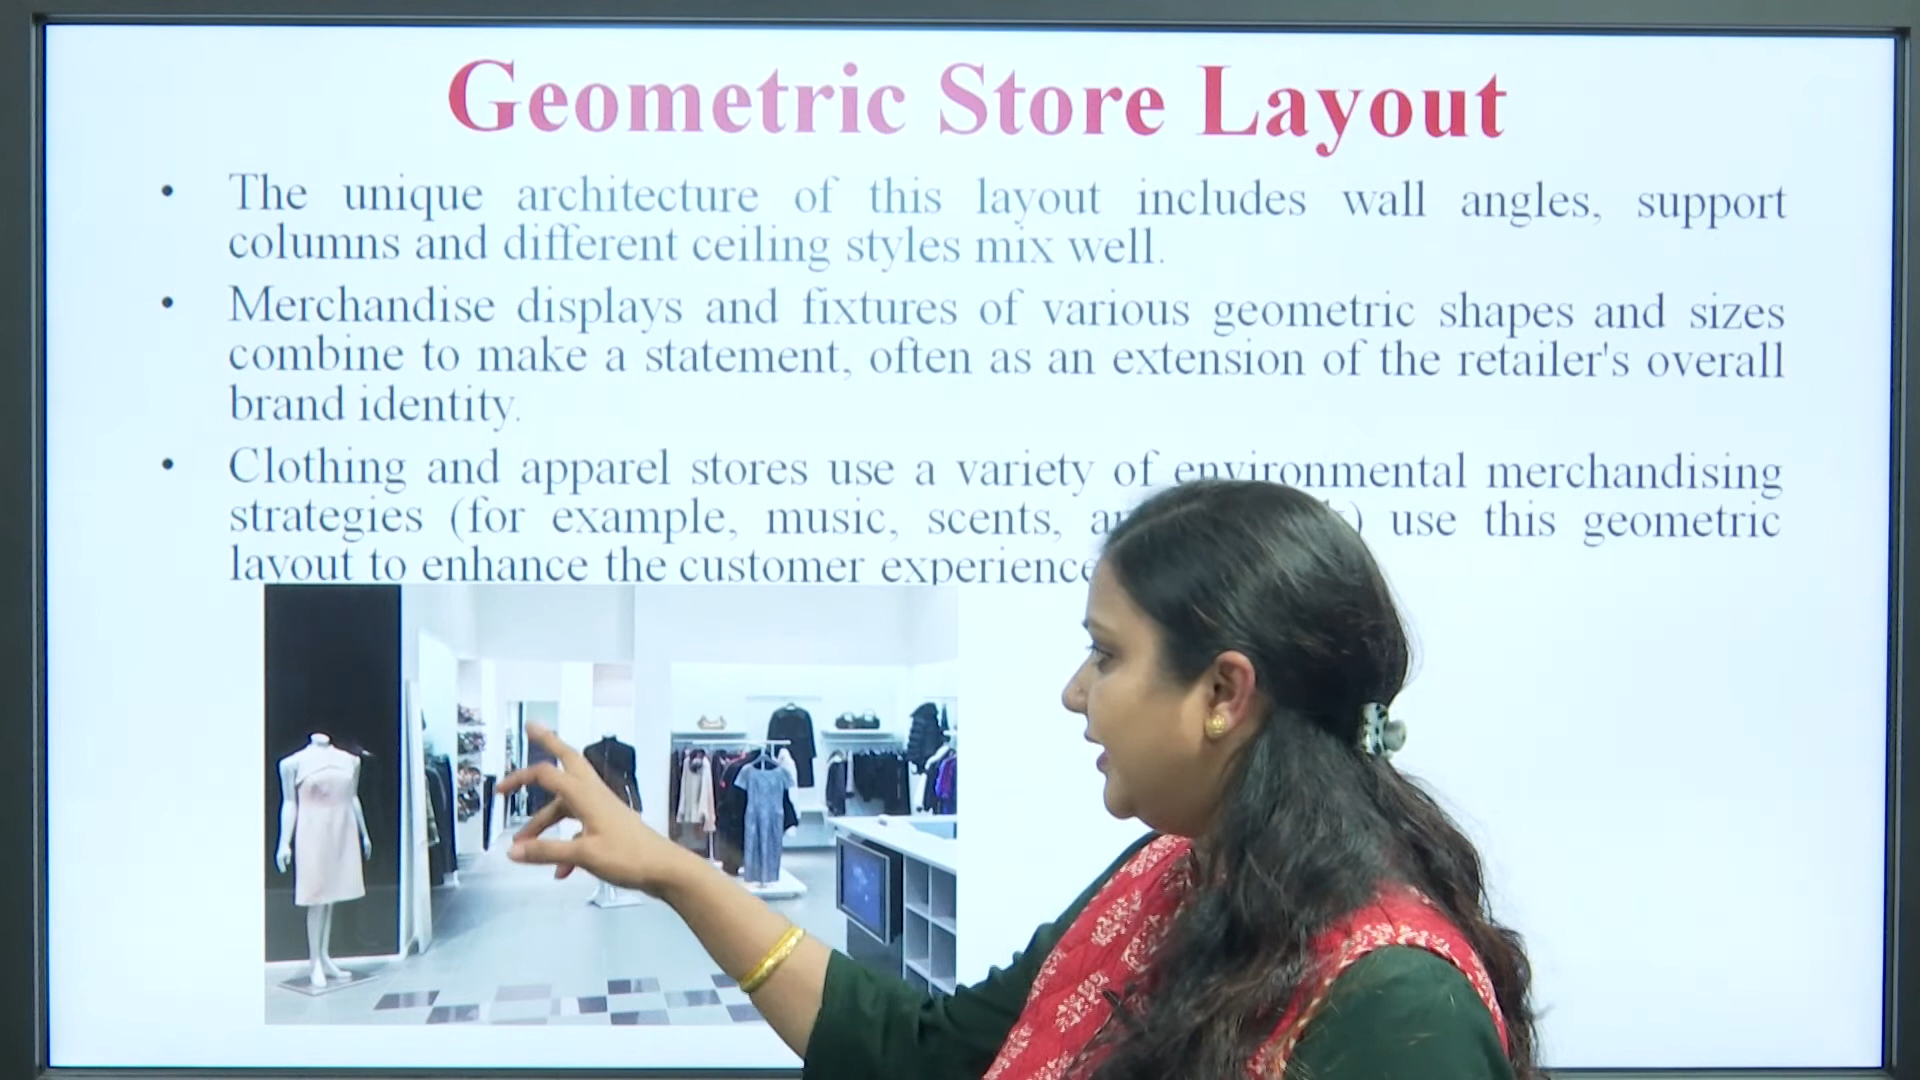 Geometric Store Layout
• The unique architecture of this layout includes wall angles, support
columns and different ceiling styles mix well.
• Merchandise displays and fixtures of various geometric shapes and sizes
combine to make a statement, often as an extension of the retailer's overall
brand identity.
• Clothing and apparel stores use a variety of environmental merchandising
strategies (for example, music, scents, ) use this geometric
layout to enhance the customer experience